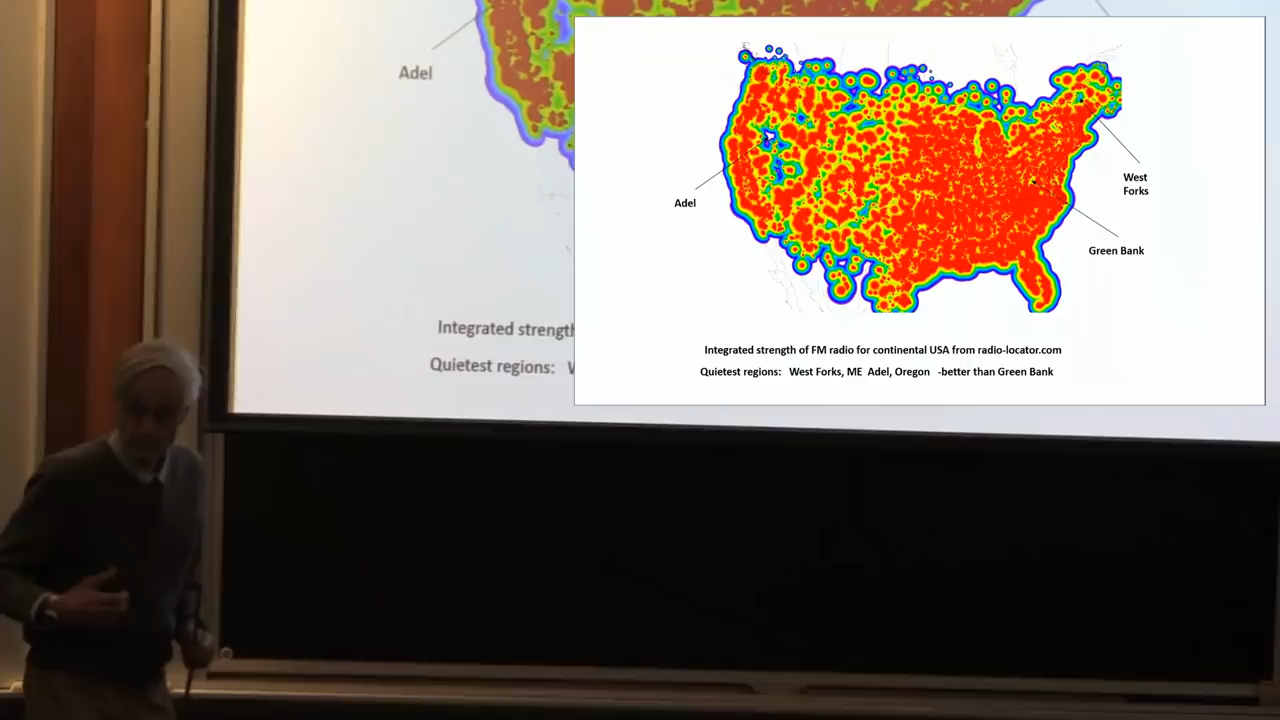 Adel
Integrated strength
Quietest regions:
Adel
West
Forks
Green Bank
Integrated strength of FM radio for continental USA from radio-locator.com
Quietest regions: West Forks, ME Adel, Oregon -better than Green Bank